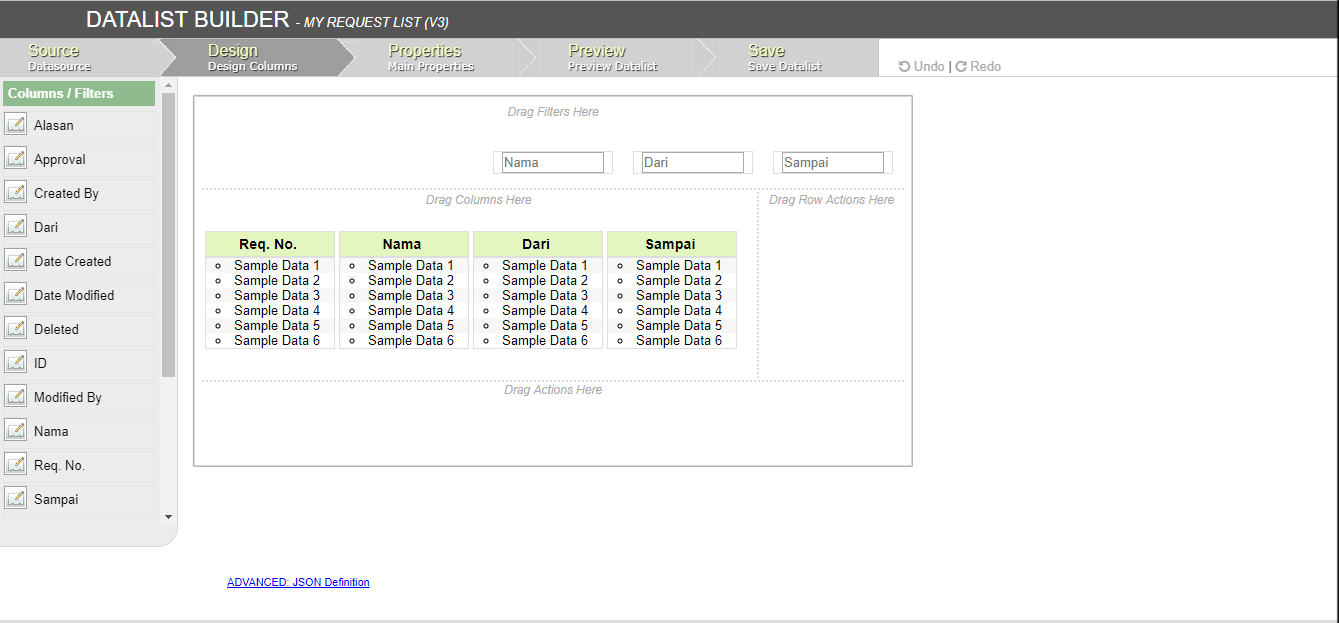 DATALIST BUILDER - MY REQUEST LIST (V3)
Source
Datasource
Design
Design Columns
Properties
Main Properties
Preview
Preview Datalist
Save
Save Datalist
Undo | Redo
Columns / Filters
Alasan
Approval
Created By
Dari
Date Created
Date Modified
Deleted
ID
Modified By
Nama
Req. No.
Sampai
Drag Filters Here
Nama
Dari
Sampai
Drag Columns Here
Drag Row Actions Here
Req. No.
Sample Data 1
Sample Data 2
Sample Data 3
Sample Data 4
Sample Data 5
Sample Data 6
Nama
Sample Data 1
Sample Data 2
Sample Data 3
Sample Data 4
Sample Data 5
Sample Data 6
Dari
Sample Data 1
Sample Data 2
Sample Data 3
Sample Data 4
Sample Data 5
Sample Data 6
Sampai
Sample Data 1
Sample Data 2
Sample Data 3
Sample Data 4
Sample Data 5
Sample Data 6
Drag Actions Here
ADVANCED: JSON Definition